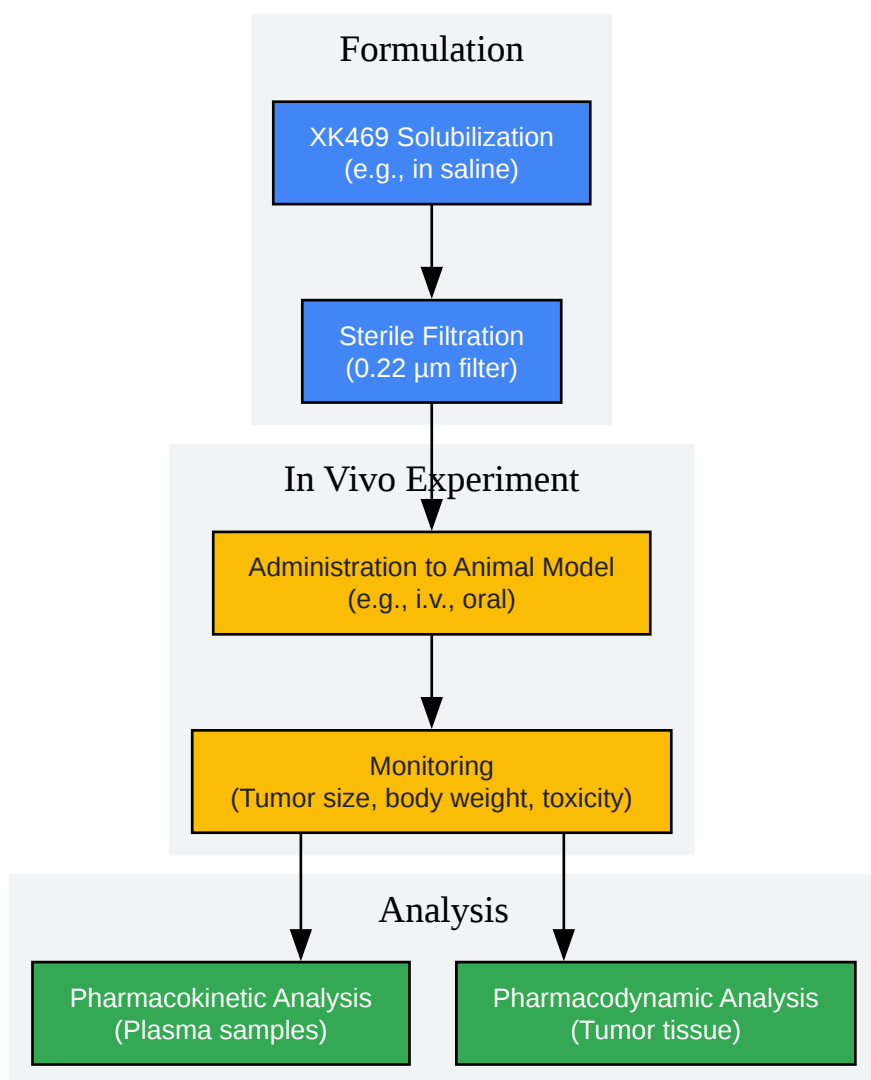 Formulation
XK469 Solubilization
(e.g., in saline)
Sterile Filtration
(0.22 µm filter)
In Vivo Experiment
Administration to Animal Model
(e.g., i.v., oral)
Monitoring
(Tumor size, body weight, toxicity)
Analysis
Pharmacokinetic Analysis
(Plasma samples)
Pharmacodynamic Analysis
(Tumor tissue)